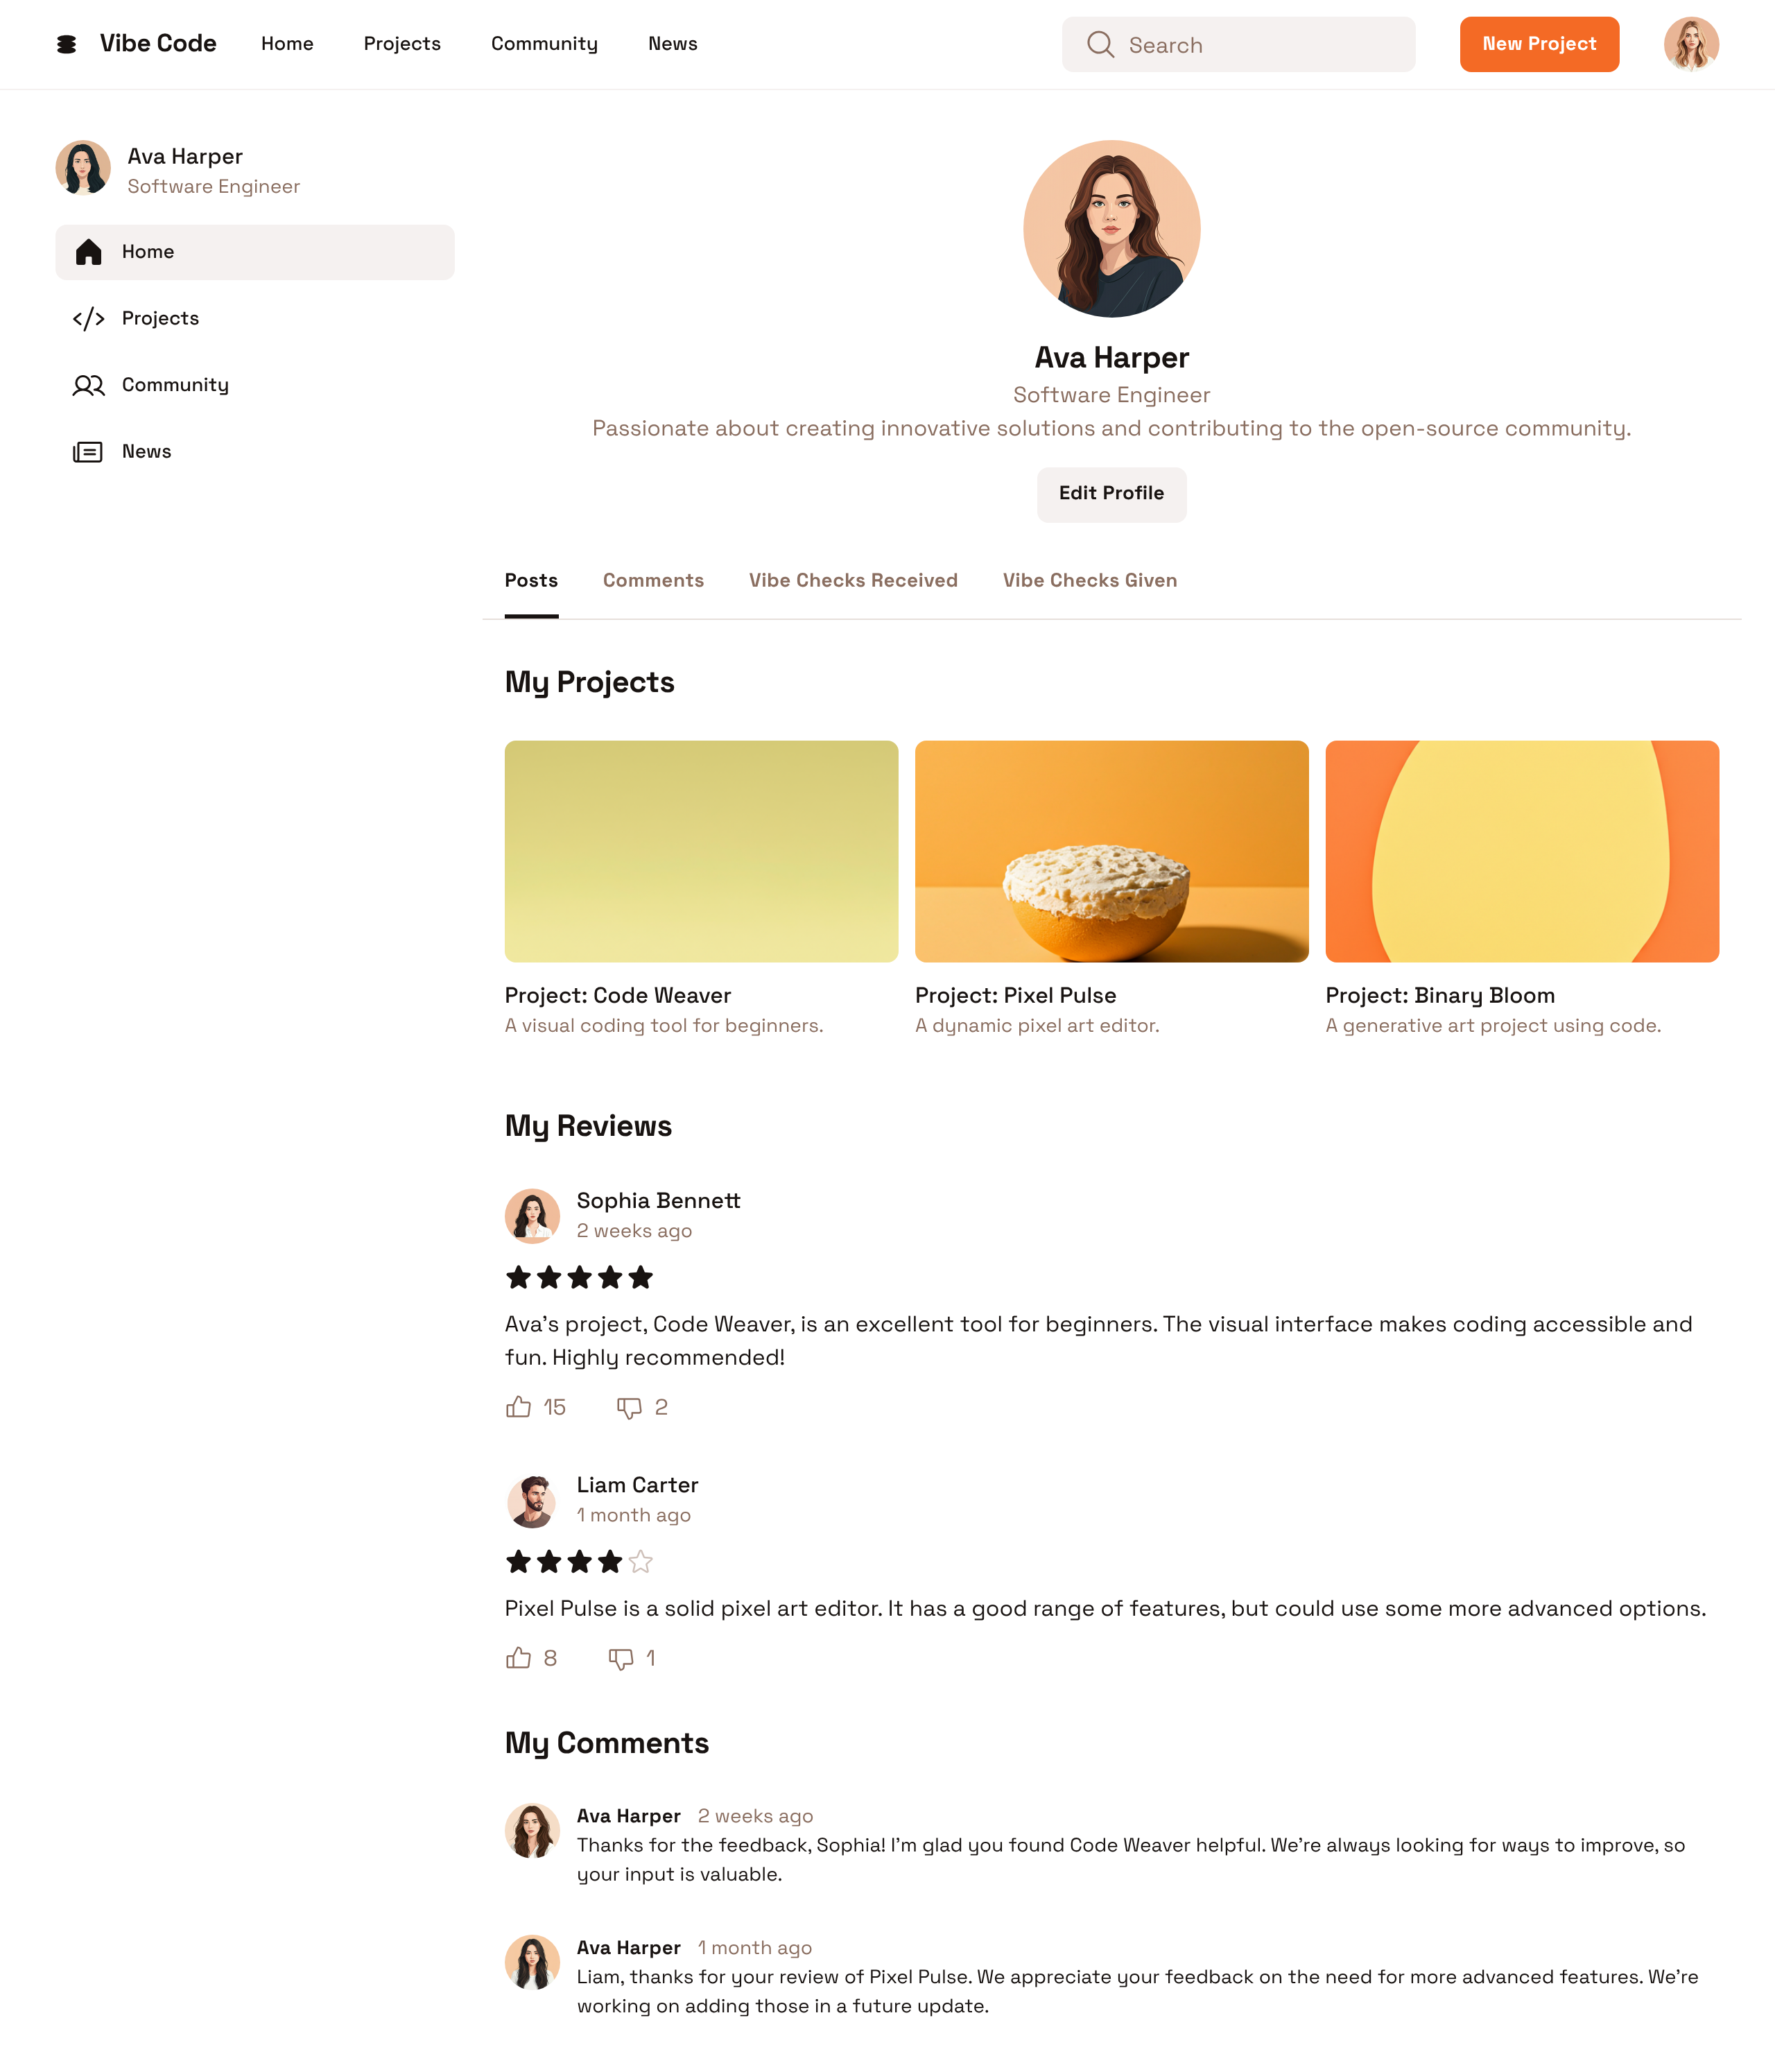 Vibe Code
Home
Projects
Community
News
Search
New Project
Ava Harper
Software Engineer
Home
Projects
Community
News
Ava Harper
Software Engineer
Passionate about creating innovative solutions and contributing to the open-source community.
Edit Profile
Posts
Comments
Vibe Checks Received
Vibe Checks Given
My Projects
Project: Code Weaver
A visual coding tool for beginners.
Project: Pixel Pulse
A dynamic pixel art editor.
Project: Binary Bloom
A generative art project using code.
My Reviews
Sophia Bennett
2 weeks ago
Ava's project, Code Weaver, is an excellent tool for beginners. The visual interface makes coding accessible and
fun. Highly recommended!
15
2
Liam Carter
1 month ago
Pixel Pulse is a solid pixel art editor. It has a good range of features, but could use some more advanced options.
8
1
My Comments
Ava Harper 2 weeks ago
Thanks for the feedback, Sophia! I'm glad you found Code Weaver helpful. We're always looking for ways to improve, so
your input is valuable.
Ava Harper 1 month ago
Liam, thanks for your review of Pixel Pulse. We appreciate your feedback on the need for more advanced features. We're
working on adding those in a future update.